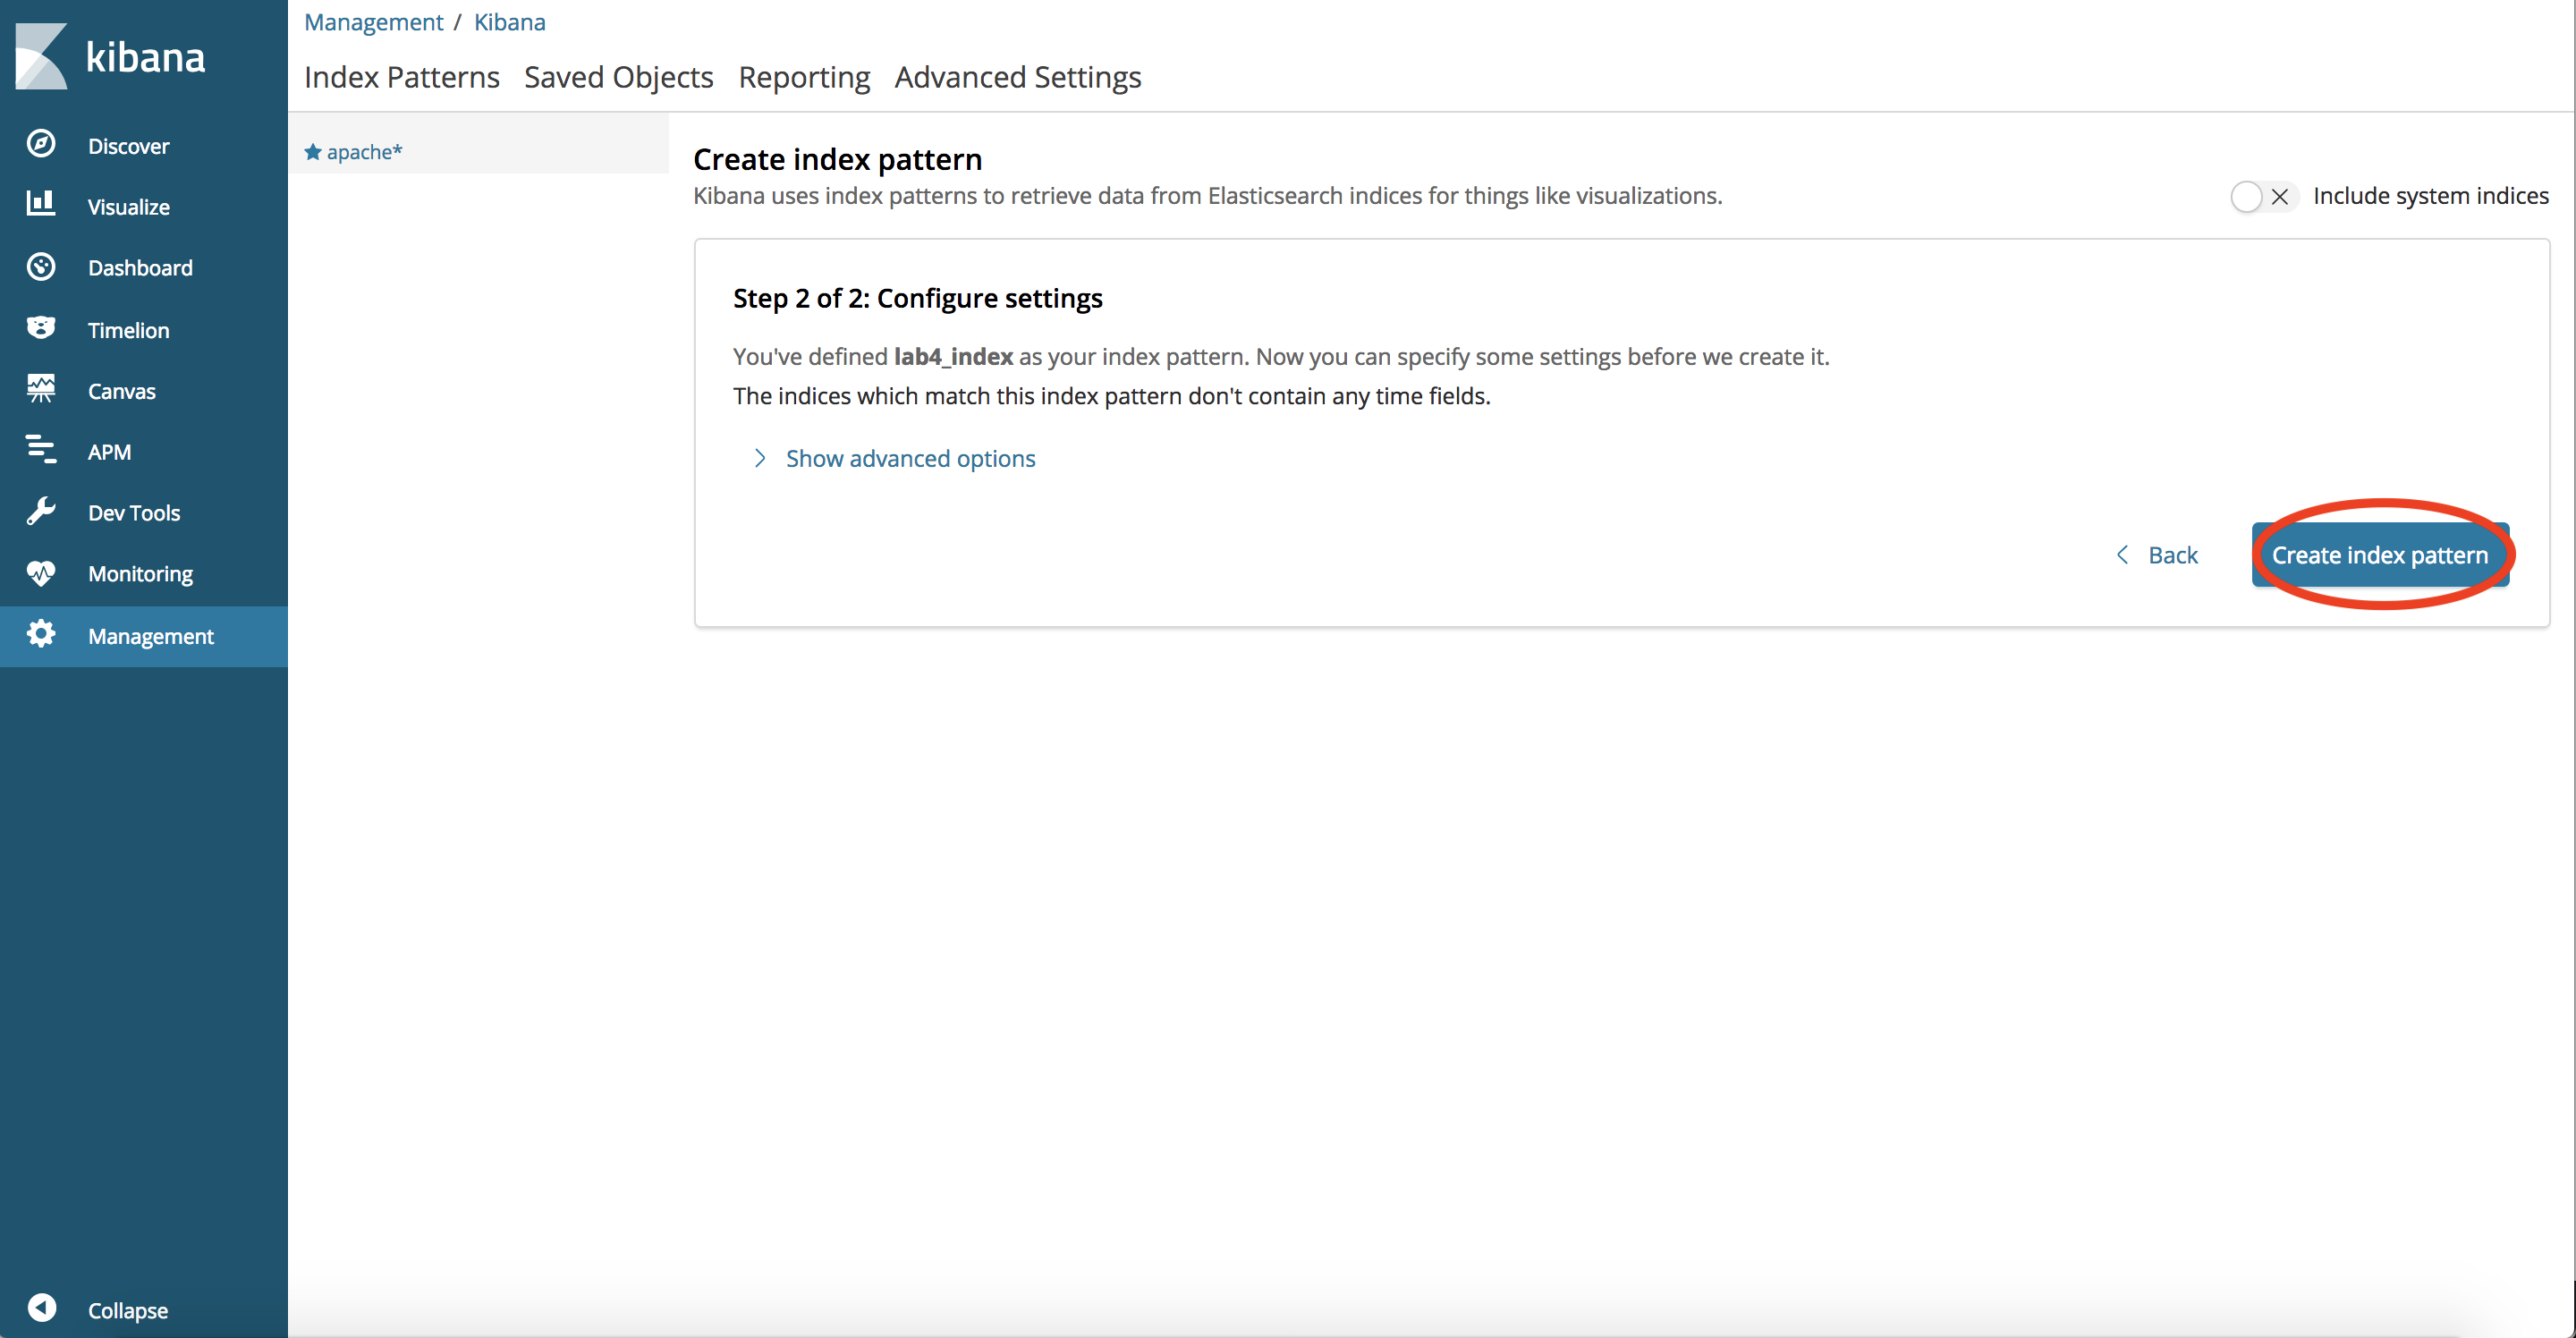 kibana
Discover
Visualize
Dashboard
Timelion
Canvas
APM
Dev Tools
Monitoring
Management
Collapse
Management / Kibana
Index Patterns Saved Objects Reporting Advanced Settings
apache*
Create index pattern
Kibana uses index patterns to retrieve data from Elasticsearch indices for things like visualizations.
Include system indices
Step 2 of 2: Configure settings
You've defined lab4_index as your index pattern. Now you can specify some settings before we create it.
The indices which match this index pattern don't contain any time fields.
Show advanced options
Back
Create index pattern